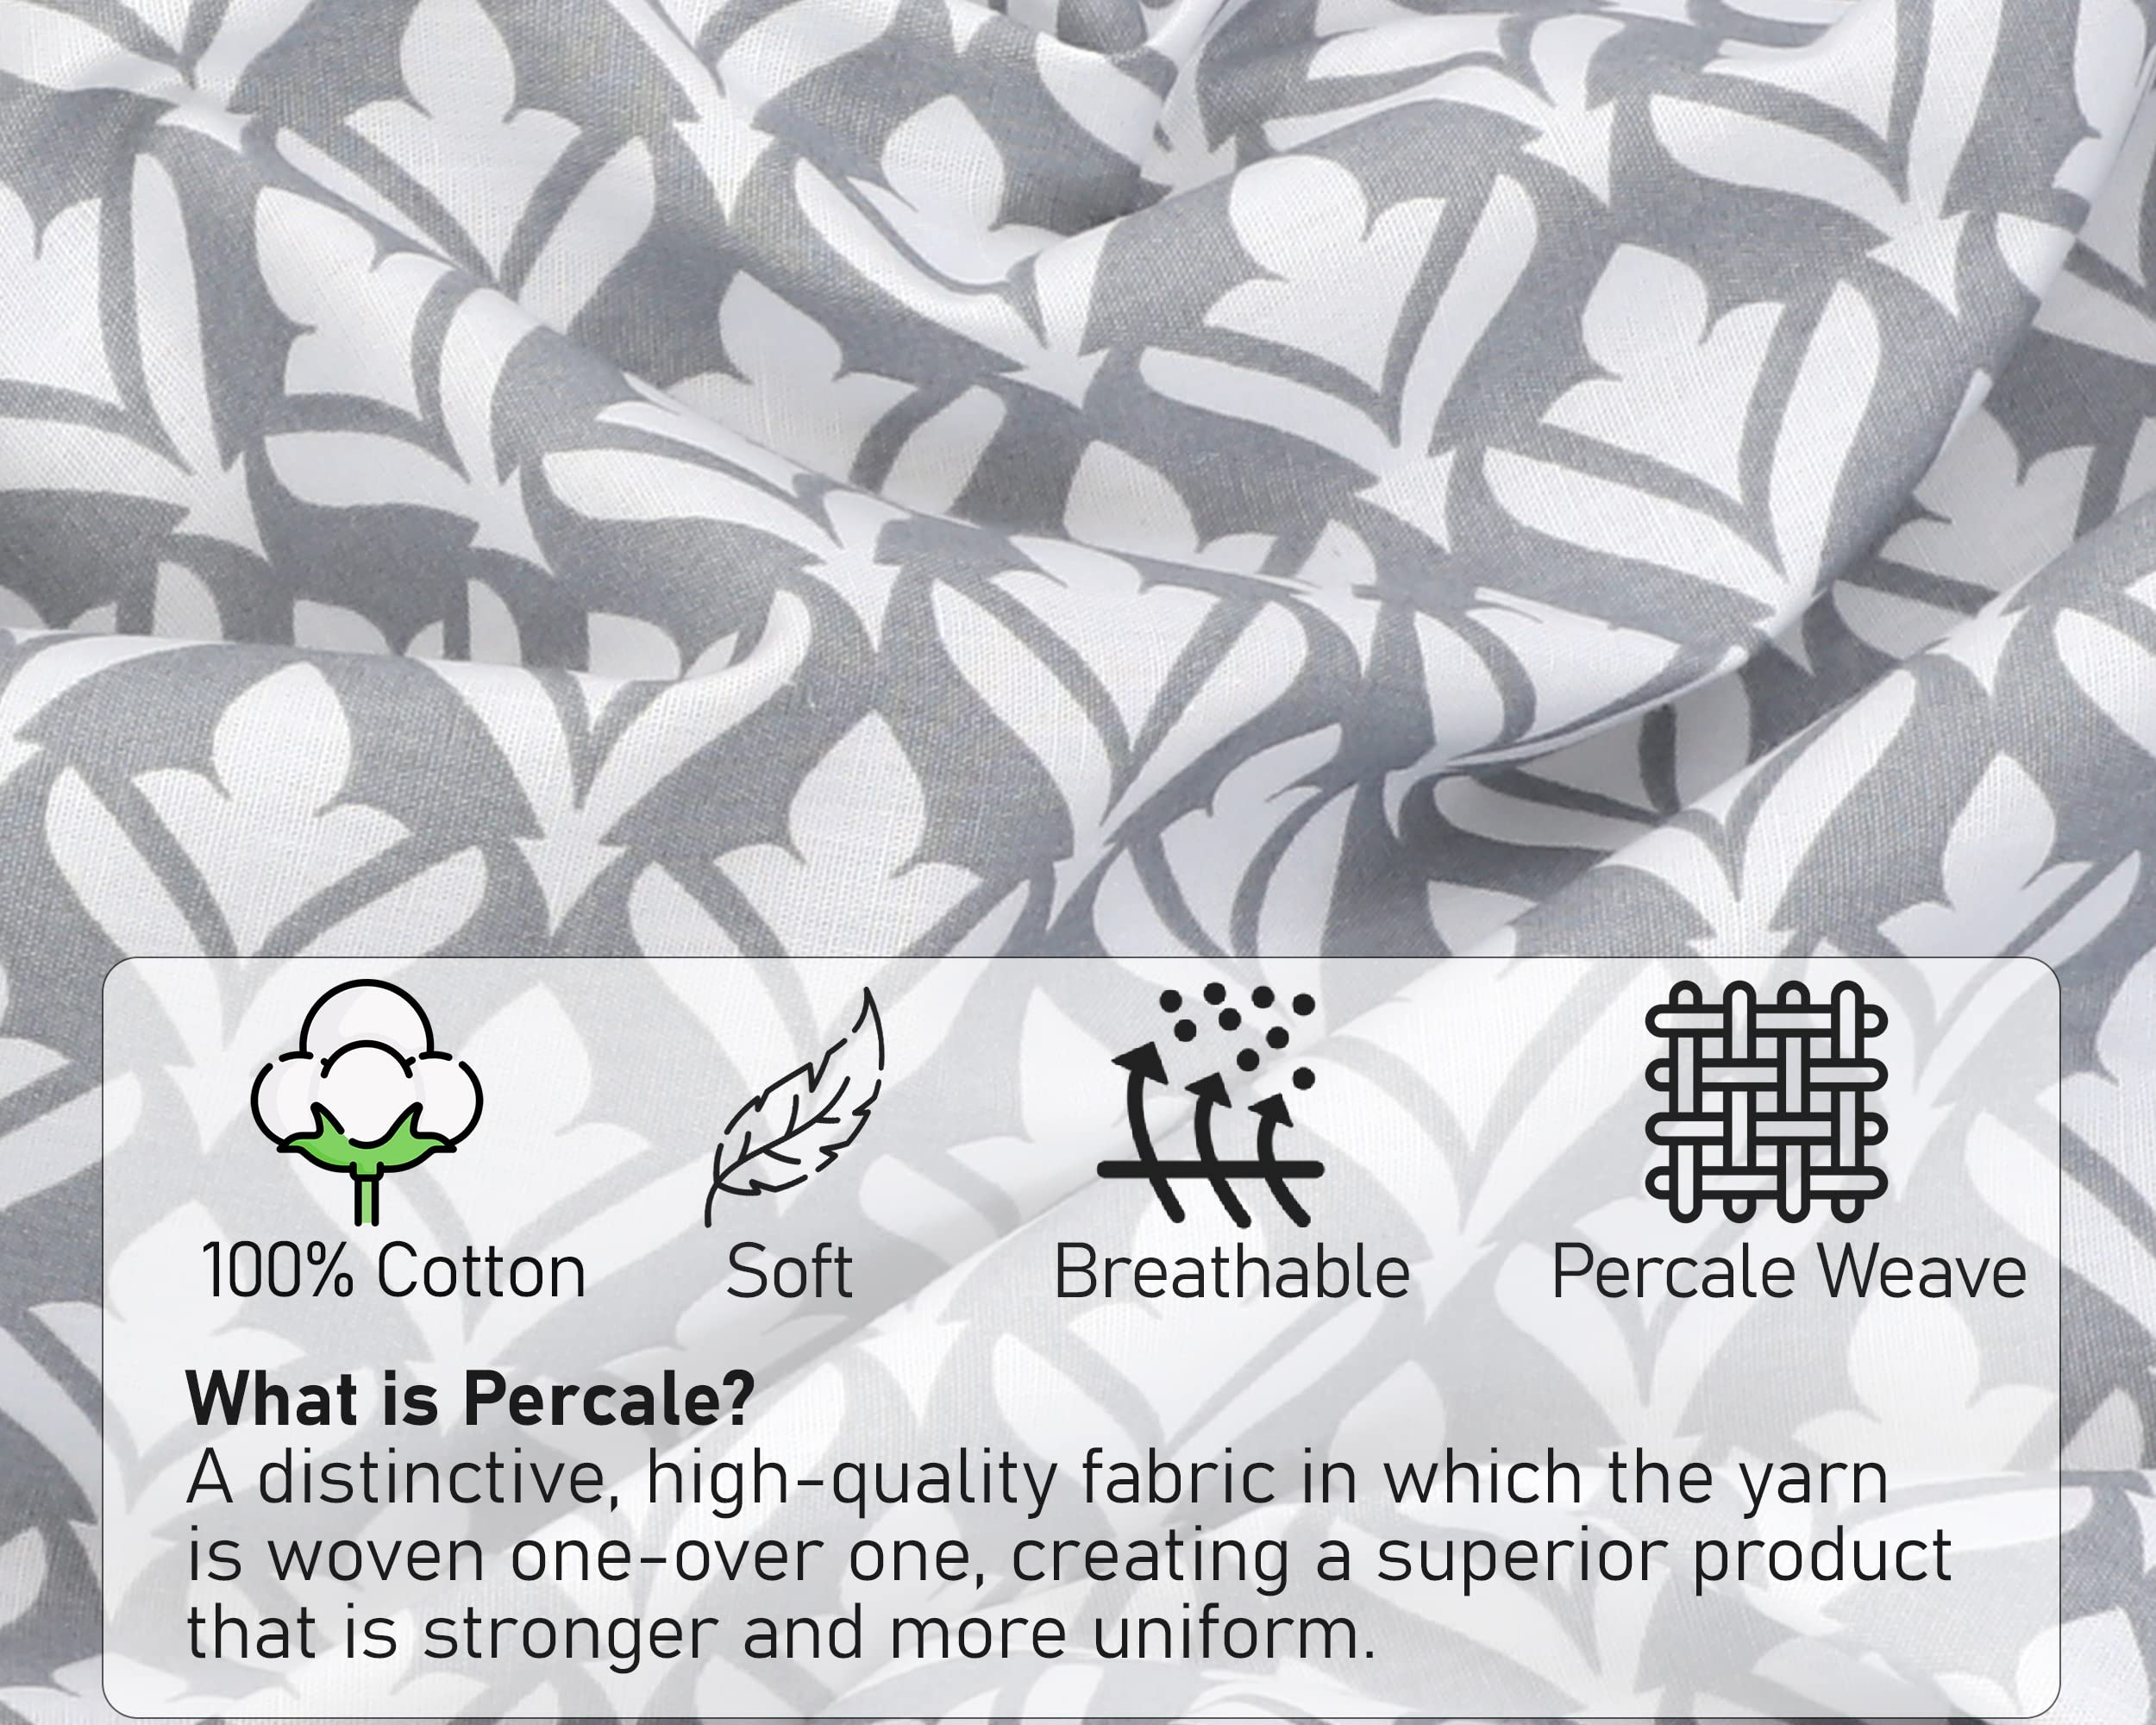 100% Cotton
Soft
Breathable
Percale Weave
What is Percale?
A distinctive, high-quality fabric in which the yarn
is woven one-over one, creating a superior product
that is stronger and more uniform.